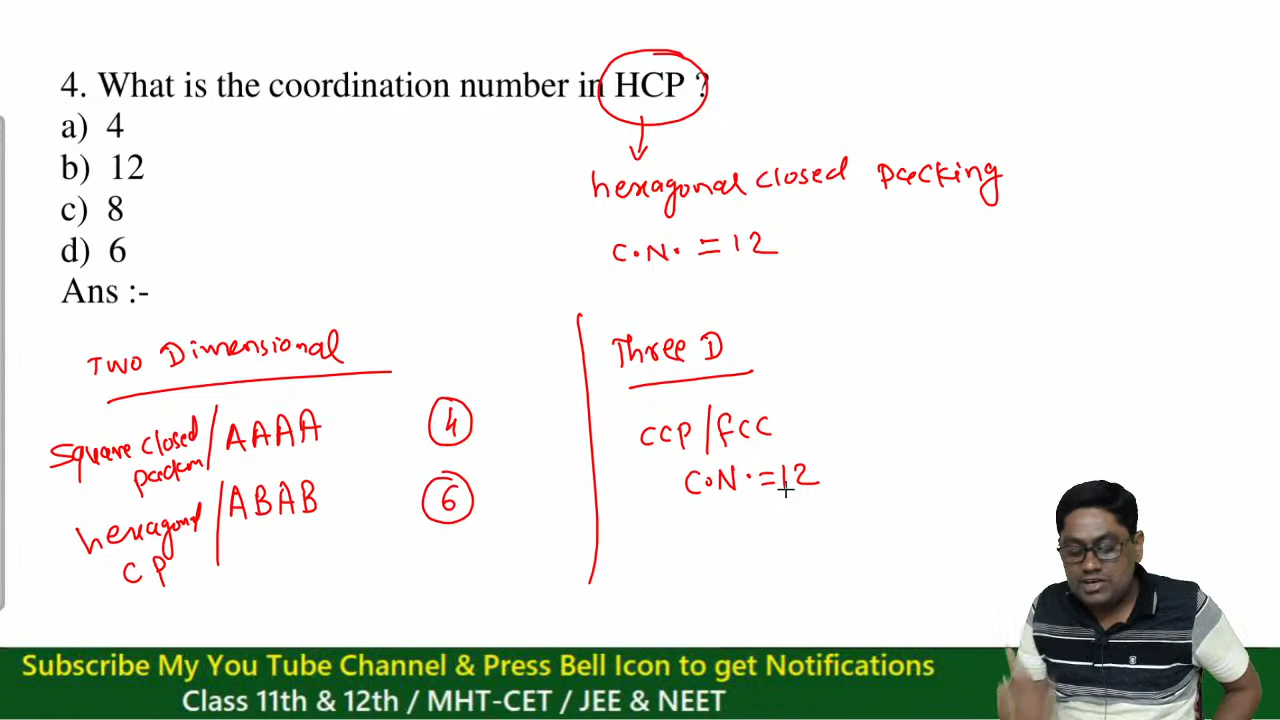 4. What is the coordination number in HCP ?
a) 4
b) 12
c) 8
d) 6
Ans :-
hexagonal closed packing
C.N. = 12
Two Dimensional
square closed packn / AAAA 4
hexagonal CP / ABAB 6
Three D
CCP / fcc
C.N. = 12
Subscribe My You Tube Channel & Press Bell Icon to get Notifications
Class 11th & 12th / MHT-CET / JEE & NEET